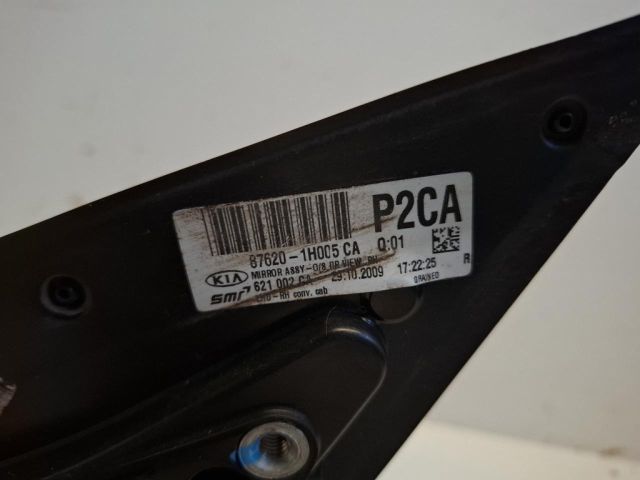 P2CA
87620-1H005 CA Q:01
KIA MIRROR ASSY-O/S RR VIEW, RH
smr 621 002 CA 29.10.2009 17:22:25 R
GRAINED
LHD-RH conv. cab